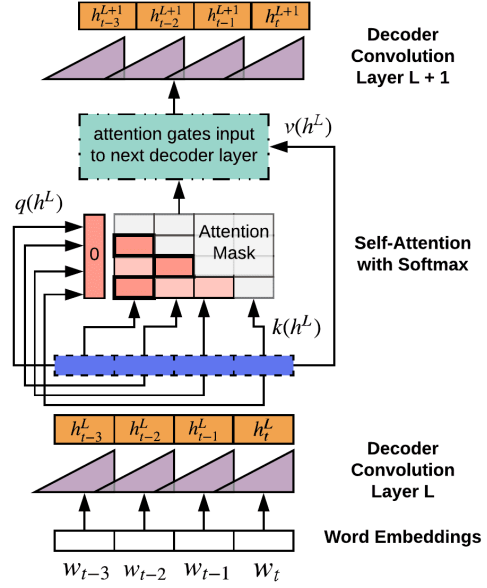 h^{L+1}_{t-3} h^{L+1}_{t-2} h^{L+1}_{t-1} h^{L+1}_t
Decoder
Convolution
Layer L + 1
attention gates input
to next decoder layer
v(h^L)
q(h^L)
0
Attention
Mask
Self-Attention
with Softmax
k(h^L)
h^L_{t-3} h^L_{t-2} h^L_{t-1} h^L_t
Decoder
Convolution
Layer L
Word Embeddings
w_{t-3} w_{t-2} w_{t-1} w_t